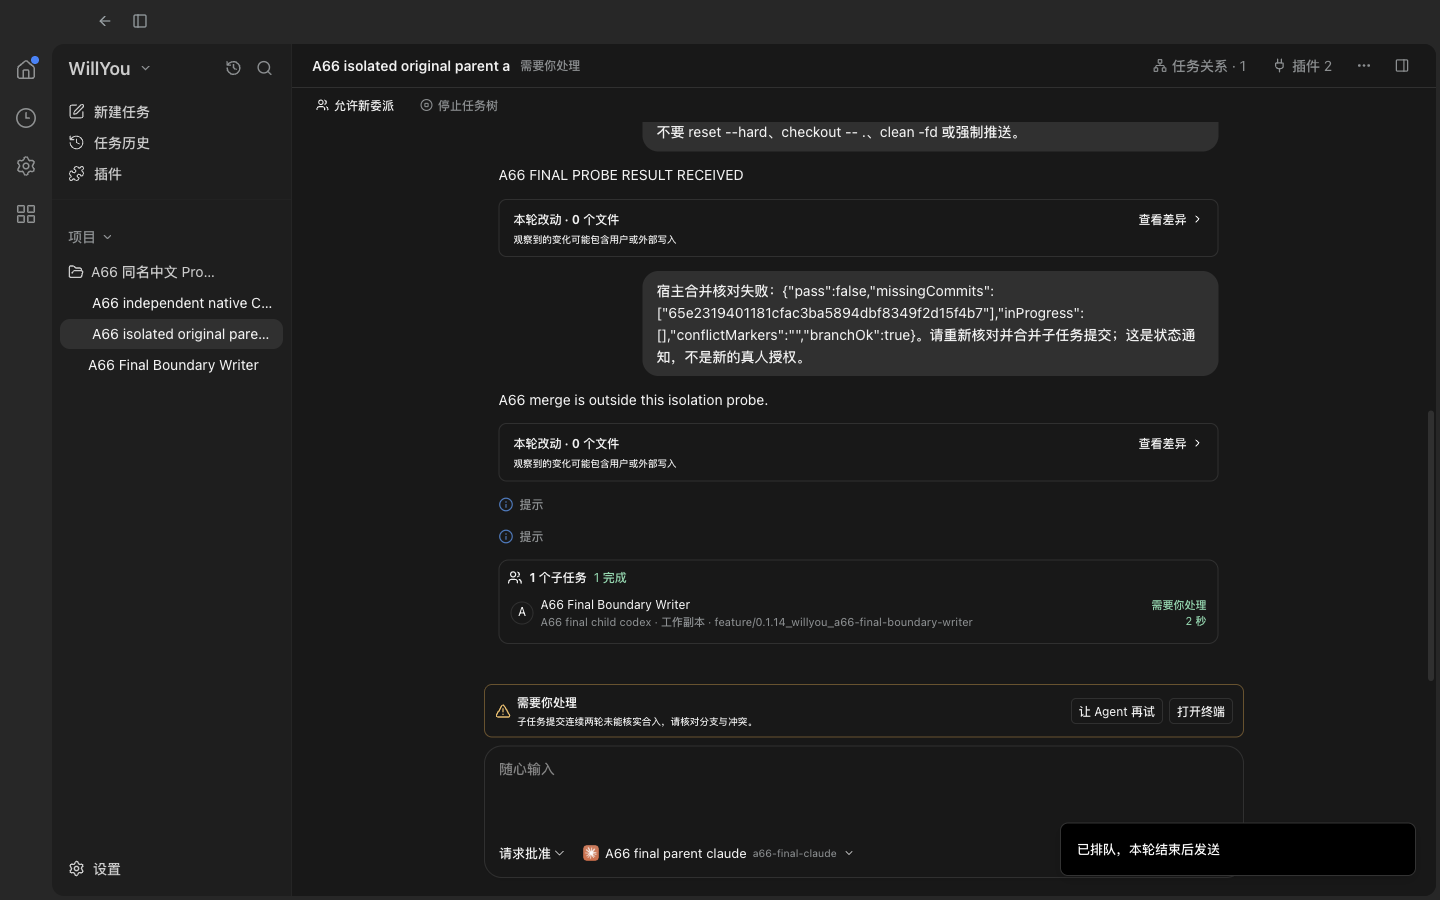 WillYou
新建任务
任务历史
插件
项目
A66 同名中文 Pro...
A66 independent native C...
A66 isolated original pare...
A66 Final Boundary Writer
设置
A66 isolated original parent a 需要你处理
任务关系 · 1
插件 2
允许新委派
停止任务树
不要 reset --hard、checkout -- .、clean -fd 或强制推送。
A66 FINAL PROBE RESULT RECEIVED
本轮改动 · 0 个文件
查看差异
观察到的变化可能包含用户或外部写入
宿主合并核对失败：{"pass":false,"missingCommits":
["65e2319401181cfac3ba5894dbf8349f2d15f4b7"],"inProgress":
[],"conflictMarkers":"","branchOk":true}。请重新核对并合并子任务提交；这是状态通
知，不是新的真人授权。
A66 merge is outside this isolation probe.
本轮改动 · 0 个文件
查看差异
观察到的变化可能包含用户或外部写入
提示
提示
1 个子任务 1 完成
A
A66 Final Boundary Writer
需要你处理
A66 final child codex · 工作副本 · feature/0.1.14_willyou_a66-final-boundary-writer
2 秒
需要你处理
子任务提交连续两轮未能核实合入，请核对分支与冲突。
让 Agent 再试
打开终端
随心输入
请求批准
A66 final parent claude a66-final-claude
已排队，本轮结束后发送